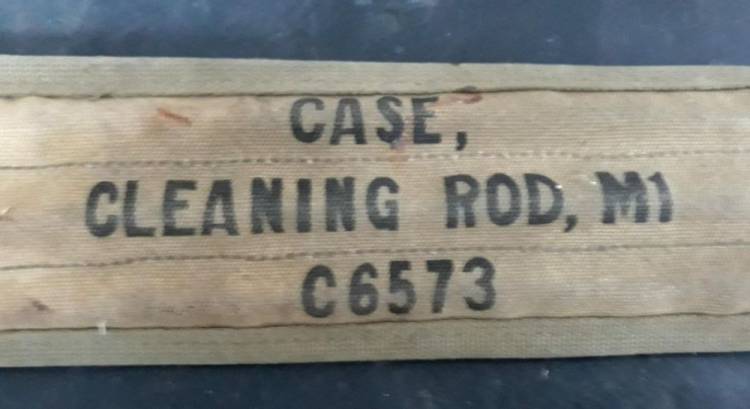 CASE,
CLEANING ROD, M1
C6573